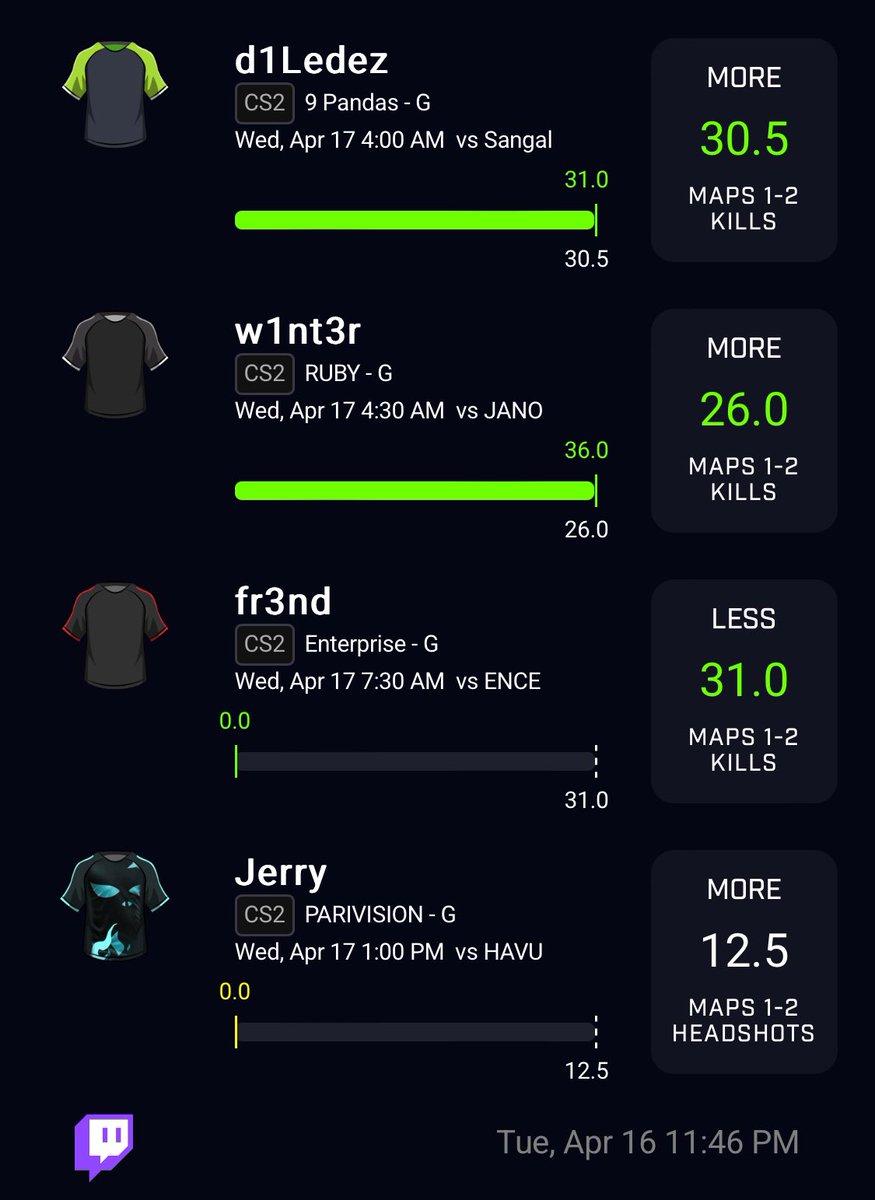 d1Ledez
MORE
CS2 9 Pandas - G
Wed, Apr 17 4:00 AM vs Sangal
30.5
31.0
MAPS 1-2
KILLS
30.5
w1nt3r
MORE
CS2 RUBY - G
Wed, Apr 17 4:30 AM vs JANO
26.0
36.0
MAPS 1-2
KILLS
26.0
fr3nd
LESS
CS2 Enterprise - G
Wed, Apr 17 7:30 AM vs ENCE
31.0
0.0
MAPS 1-2
KILLS
31.0
Jerry
MORE
CS2 PARIVISION - G
Wed, Apr 17 1:00 PM vs HAVU
12.5
0.0
MAPS 1-2
HEADSHOTS
12.5
Tue, Apr 16 11:46 PM